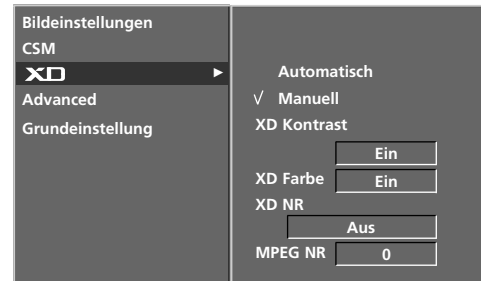 Bildeinstellungen
CSM
XD ►
Advanced
Grundeinstellung
Automatisch
√ Manuell
XD Kontrast
Ein
XD Farbe Ein
XD NR
Aus
MPEG NR 0